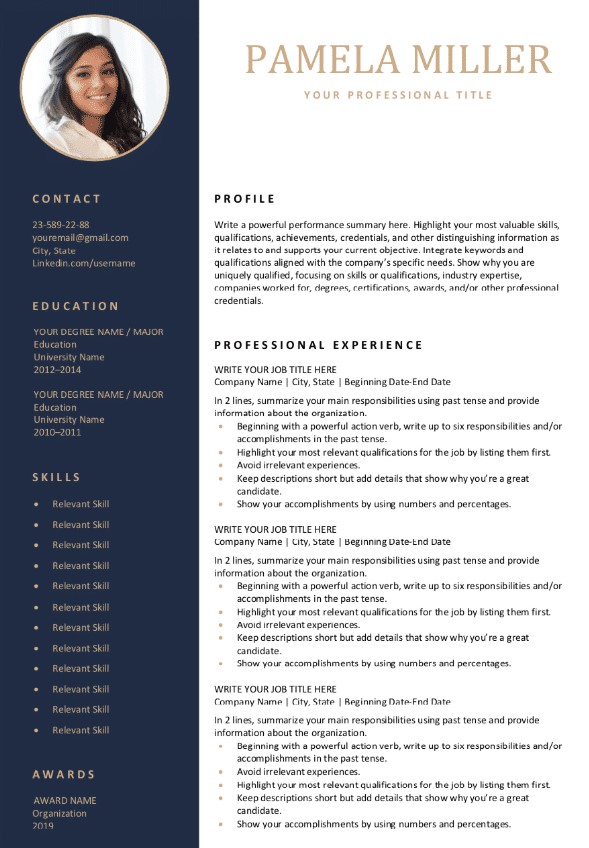 PAMELA MILLER
YOUR PROFESSIONAL TITLE
CONTACT
23-589-22-88
youremail@gmail.com
City, State
Linkedin.com/username
EDUCATION
YOUR DEGREE NAME / MAJOR
Education
University Name
2012–2014
YOUR DEGREE NAME / MAJOR
Education
University Name
2010–2011
SKILLS
• Relevant Skill
• Relevant Skill
• Relevant Skill
• Relevant Skill
• Relevant Skill
• Relevant Skill
• Relevant Skill
• Relevant Skill
• Relevant Skill
• Relevant Skill
• Relevant Skill
• Relevant Skill
AWARDS
AWARD NAME
Organization
2019
PROFILE
Write a powerful performance summary here. Highlight your most valuable skills,
qualifications, achievements, credentials, and other distinguishing information as
it relates to and supports your current objective. Integrate keywords and
qualifications aligned with the company's specific needs. Show why you are
uniquely qualified, focusing on skills or qualifications, industry expertise,
companies worked for, degrees, certifications, awards, and/or other professional
credentials.
PROFESSIONAL EXPERIENCE
WRITE YOUR JOB TITLE HERE
Company Name | City, State | Beginning Date-End Date
In 2 lines, summarize your main responsibilities using past tense and provide
information about the organization.
• Beginning with a powerful action verb, write up to six responsibilities and/or
accomplishments in the past tense.
• Highlight your most relevant qualifications for the job by listing them first.
• Avoid irrelevant experiences.
• Keep descriptions short but add details that show why you're a great
candidate.
• Show your accomplishments by using numbers and percentages.
WRITE YOUR JOB TITLE HERE
Company Name | City, State | Beginning Date-End Date
In 2 lines, summarize your main responsibilities using past tense and provide
information about the organization.
• Beginning with a powerful action verb, write up to six responsibilities and/or
accomplishments in the past tense.
• Highlight your most relevant qualifications for the job by listing them first.
• Avoid irrelevant experiences.
• Keep descriptions short but add details that show why you're a great
candidate.
• Show your accomplishments by using numbers and percentages.
WRITE YOUR JOB TITLE HERE
Company Name | City, State | Beginning Date-End Date
In 2 lines, summarize your main responsibilities using past tense and provide
information about the organization.
• Beginning with a powerful action verb, write up to six responsibilities and/or
accomplishments in the past tense.
• Avoid irrelevant experiences.
• Highlight your most relevant qualifications for the job by listing them first.
• Keep descriptions short but add details that show why you're a great
candidate.
• Show your accomplishments by using numbers and percentages.